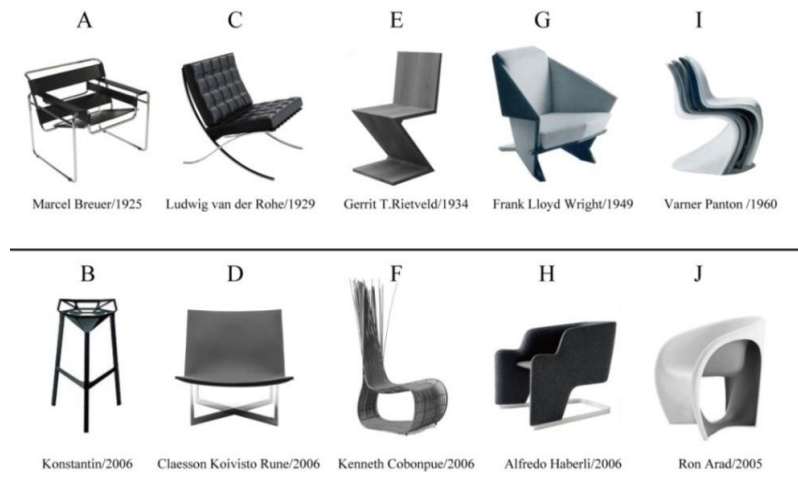 A C E G I
Marcel Breuer/1925 Ludwig van der Rohe/1929 Gerrit T.Rietveld/1934 Frank Lloyd Wright/1949 Varner Panton /1960
B D F H J
Konstantin/2006 Claesson Koivisto Rune/2006 Kenneth Cobonpue/2006 Alfredo Haberli/2006 Ron Arad/2005